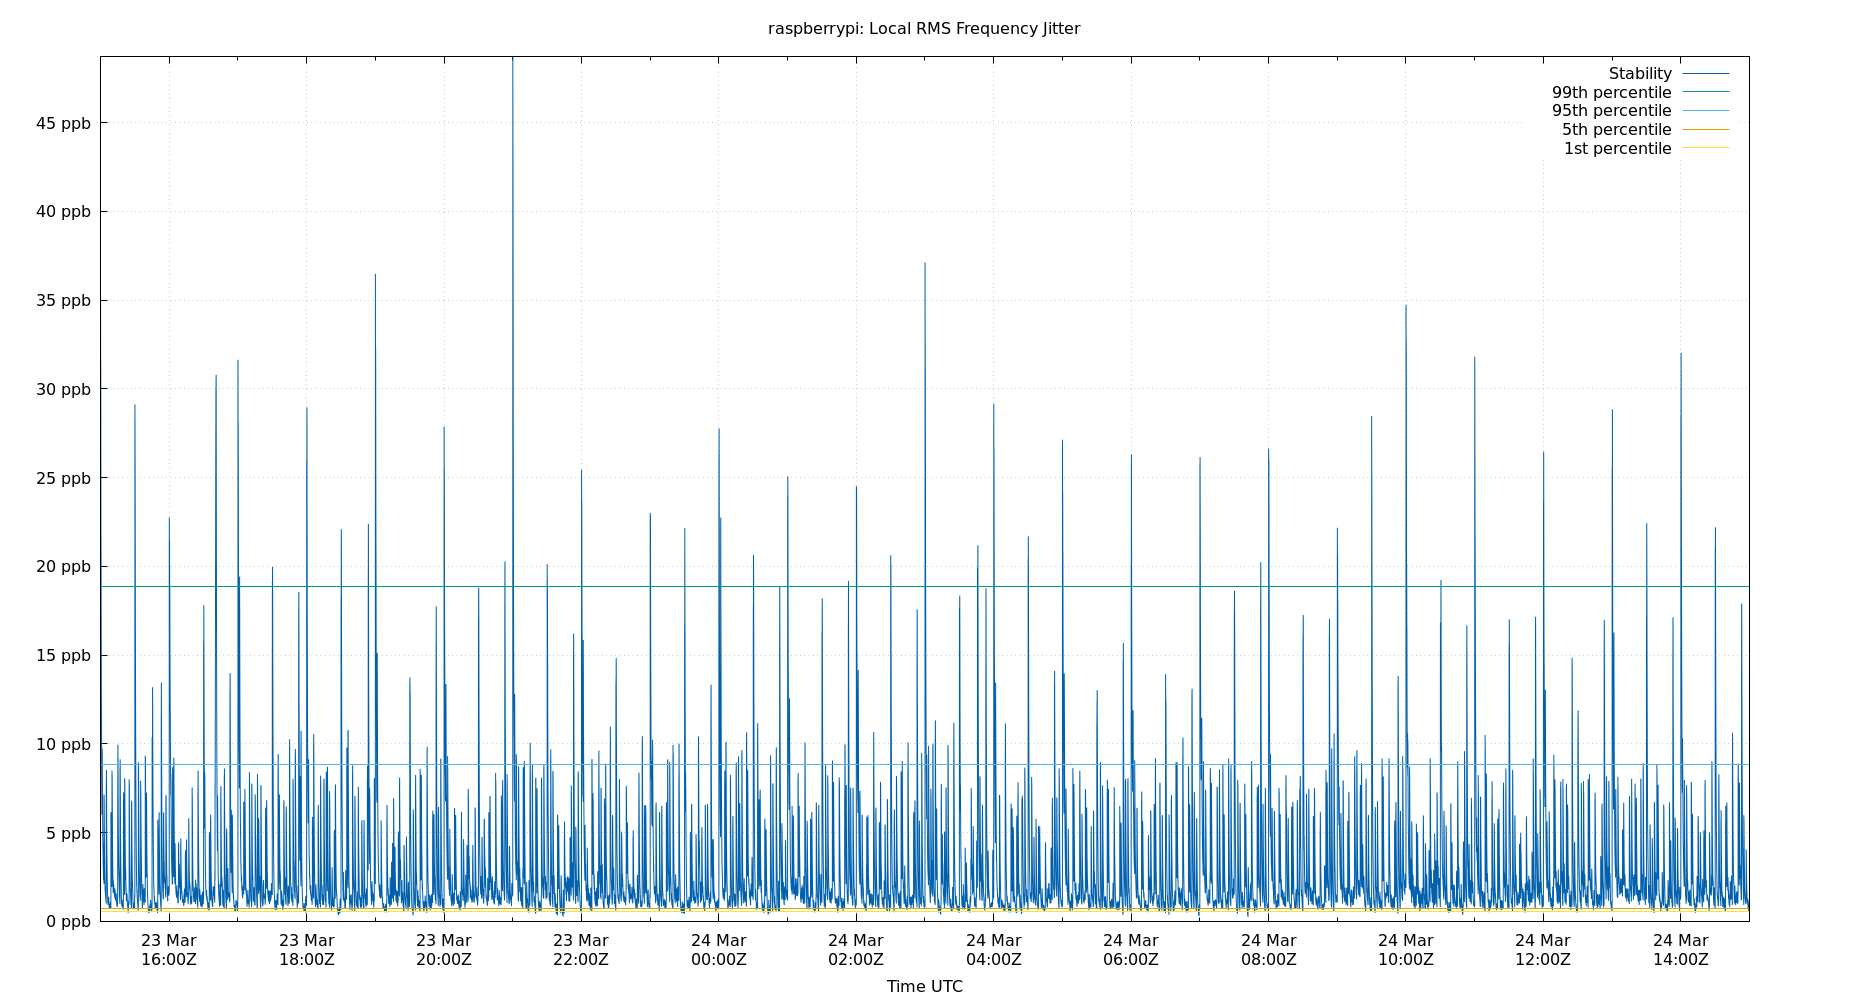 raspberrypi: Local RMS Frequency Jitter
Stability
99th percentile
95th percentile
5th percentile
1st percentile
45 ppb
40 ppb
35 ppb
30 ppb
25 ppb
20 ppb
15 ppb
10 ppb
5 ppb
0 ppb
23 Mar 23 Mar 23 Mar 23 Mar 24 Mar 24 Mar 24 Mar 24 Mar 24 Mar 24 Mar 24 Mar 24 Mar
16:00Z 18:00Z 20:00Z 22:00Z 00:00Z 02:00Z 04:00Z 06:00Z 08:00Z 10:00Z 12:00Z 14:00Z
Time UTC